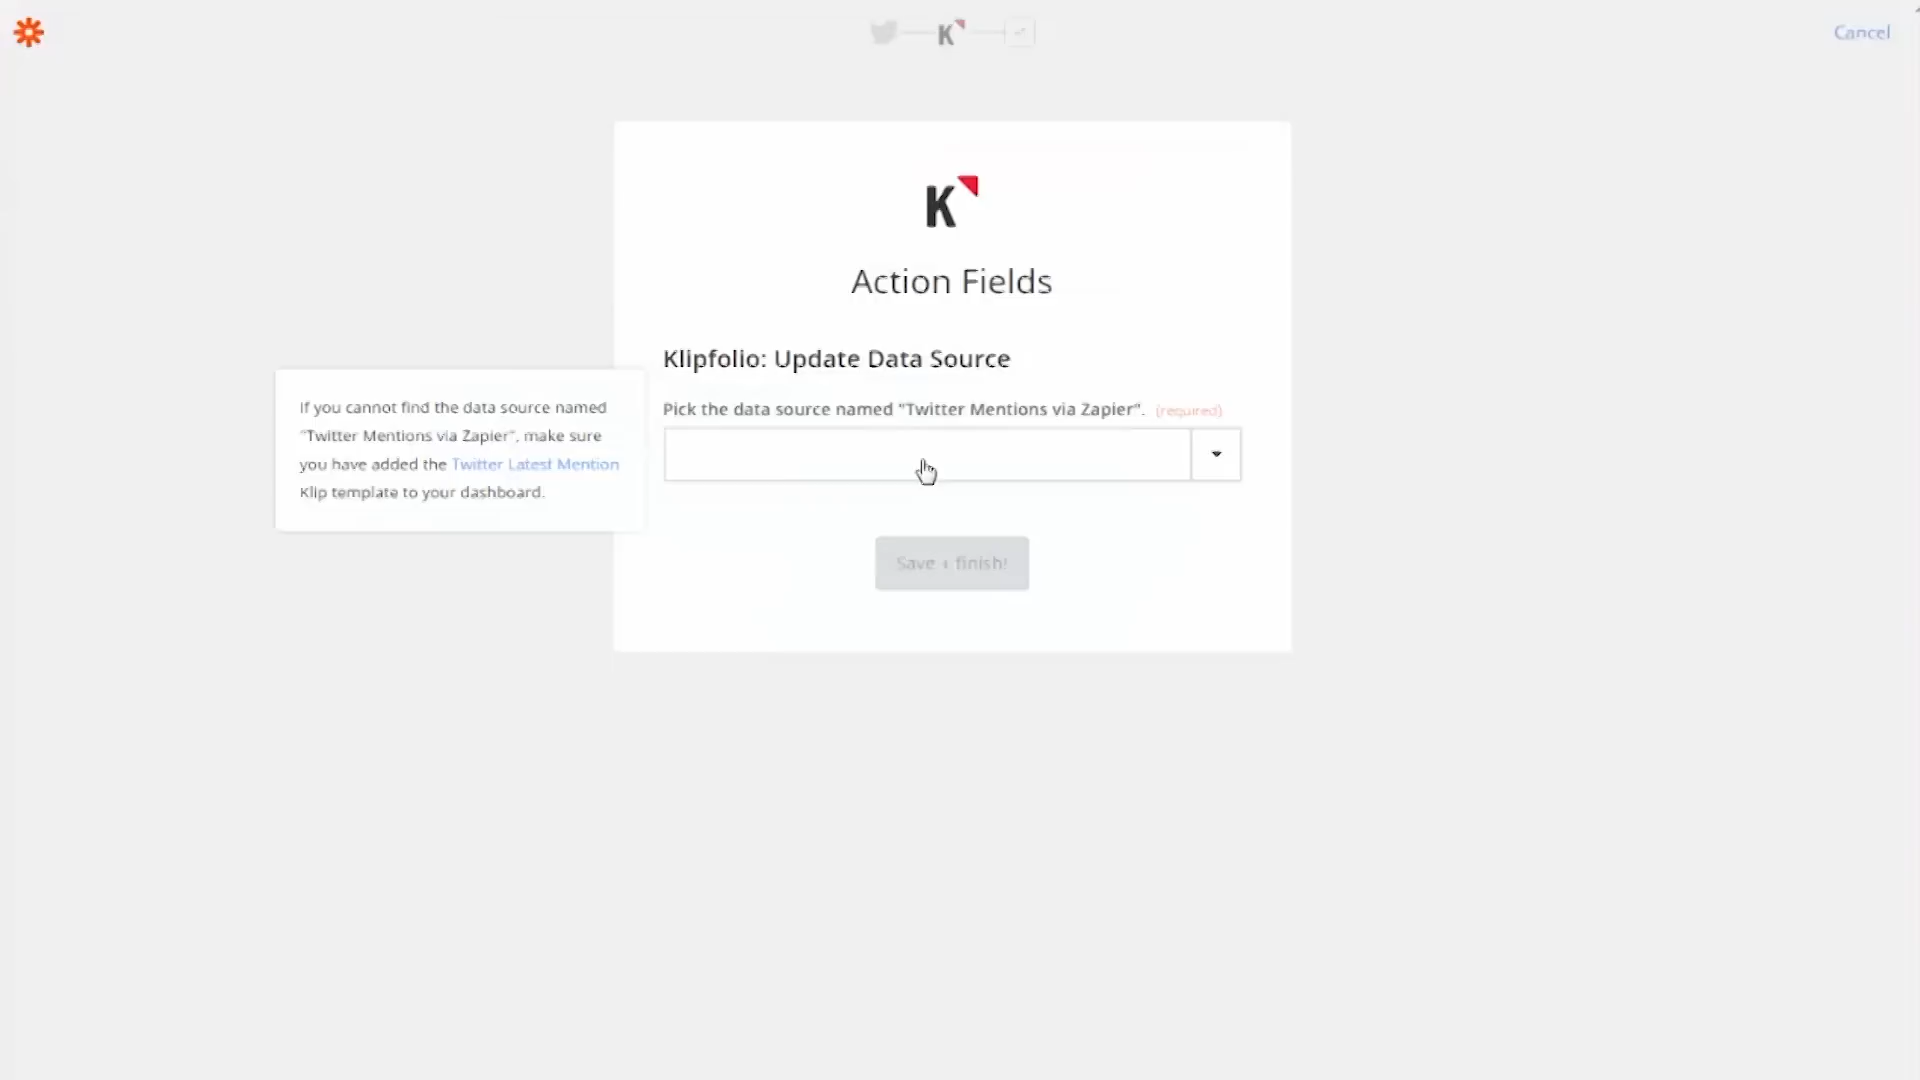 K
Cancel
K
Action Fields
Klipfolio: Update Data Source
Pick the data source named "Twitter Mentions via Zapier". (required)
If you cannot find the data source named
"Twitter Mentions via Zapier", make sure
you have added the Twitter Latest Mention
Klip template to your dashboard.
Save + finish!